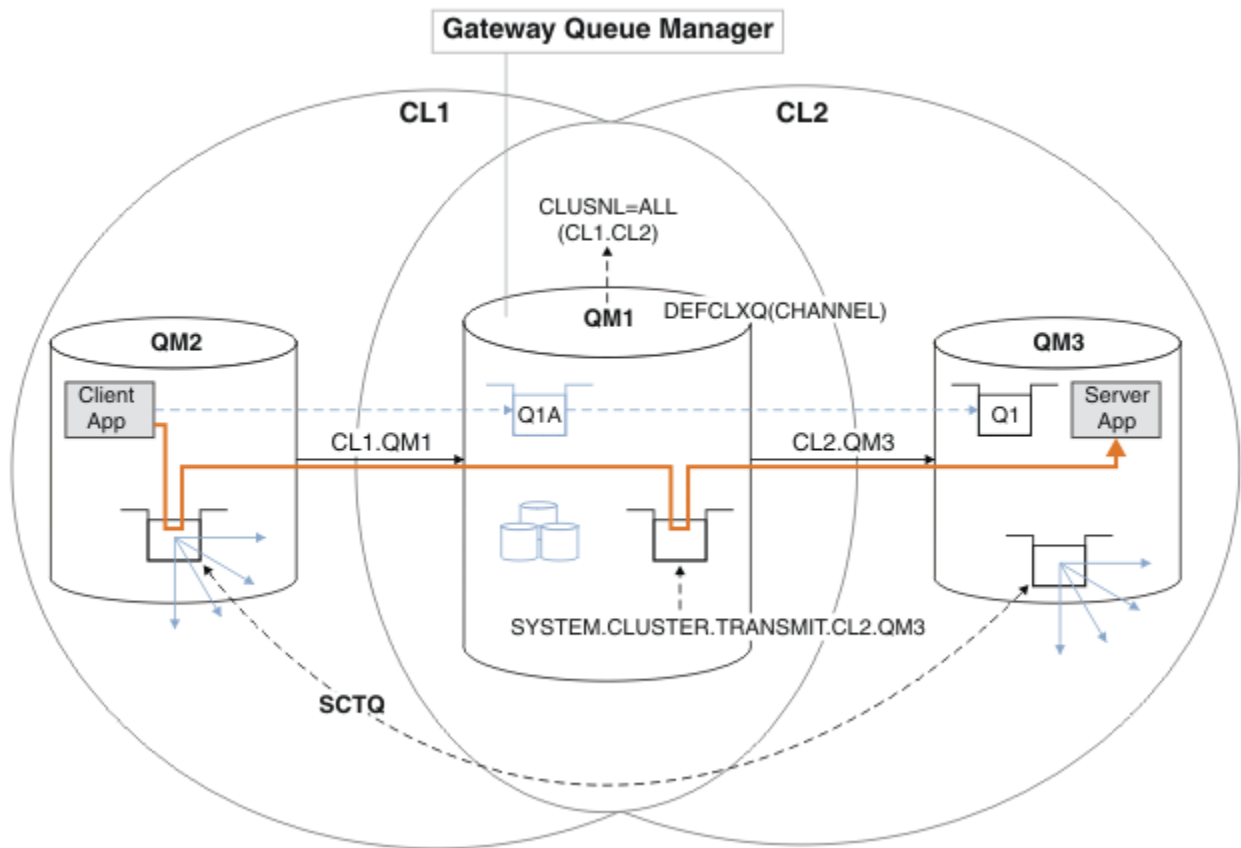 Gateway Queue Manager
CL1
CL2
CLUSNL=ALL
(CL1.CL2)
QM2
QM1
DEFCLXQ(CHANNEL)
QM3
Client
App
Q1A
Q1
Server
App
CL1.QM1
CL2.QM3
SYSTEM.CLUSTER.TRANSMIT.CL2.QM3
SCTQ